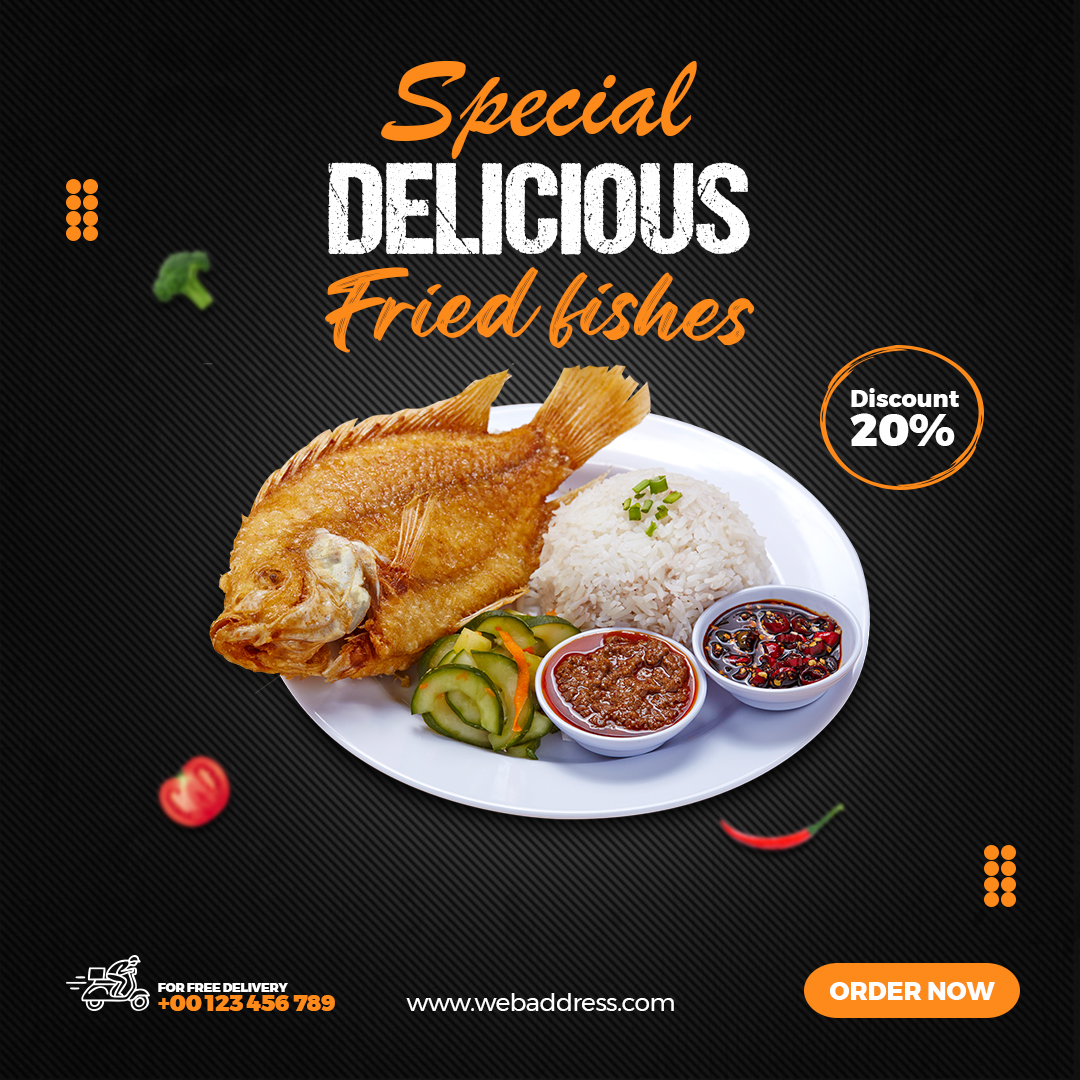 Special
DELICIOUS
Fried fishes
Discount
20%
FOR FREE DELIVERY
+00 123 456 789
www.webaddress.com
ORDER NOW